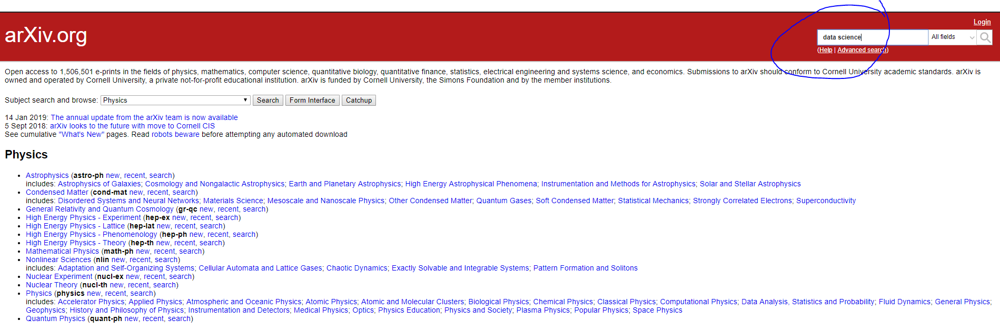 arXiv.org
Login
data science
All fields
(Help | Advanced search)
Open access to 1,506,501 e-prints in the fields of physics, mathematics, computer science, quantitative biology, quantitative finance, statistics, electrical engineering and systems science, and economics. Submissions to arXiv should conform to Cornell University academic standards. arXiv is
owned and operated by Cornell University, a private not-for-profit educational institution. arXiv is funded by Cornell University, the Simons Foundation and by the member institutions.
Subject search and browse: Physics Search Form Interface Catchup
14 Jan 2019: The annual update from the arXiv team is now available
5 Sept 2018: arXiv looks to the future with move to Cornell CIS
See cumulative "What's New" pages. Read robots beware before attempting any automated download
Physics
• Astrophysics (astro-ph new, recent, search)
includes: Astrophysics of Galaxies; Cosmology and Nongalactic Astrophysics; Earth and Planetary Astrophysics; High Energy Astrophysical Phenomena; Instrumentation and Methods for Astrophysics; Solar and Stellar Astrophysics
• Condensed Matter (cond-mat new, recent, search)
includes: Disordered Systems and Neural Networks; Materials Science; Mesoscale and Nanoscale Physics; Other Condensed Matter; Quantum Gases; Soft Condensed Matter; Statistical Mechanics; Strongly Correlated Electrons; Superconductivity
• General Relativity and Quantum Cosmology (gr-qc new, recent, search)
• High Energy Physics - Experiment (hep-ex new, recent, search)
• High Energy Physics - Lattice (hep-lat new, recent, search)
• High Energy Physics - Phenomenology (hep-ph new, recent, search)
• High Energy Physics - Theory (hep-th new, recent, search)
• Mathematical Physics (math-ph new, recent, search)
• Nonlinear Sciences (nlin new, recent, search)
includes: Adaptation and Self-Organizing Systems; Cellular Automata and Lattice Gases; Chaotic Dynamics; Exactly Solvable and Integrable Systems; Pattern Formation and Solitons
• Nuclear Experiment (nucl-ex new, recent, search)
• Nuclear Theory (nucl-th new, recent, search)
• Physics (physics new, recent, search)
includes: Accelerator Physics; Applied Physics; Atmospheric and Oceanic Physics; Atomic Physics; Atomic and Molecular Clusters; Biological Physics; Chemical Physics; Classical Physics; Computational Physics; Data Analysis, Statistics and Probability; Fluid Dynamics; General Physics;
Geophysics; History and Philosophy of Physics; Instrumentation and Detectors; Medical Physics; Optics; Physics Education; Physics and Society; Plasma Physics; Popular Physics; Space Physics
• Quantum Physics (quant-ph new, recent, search)